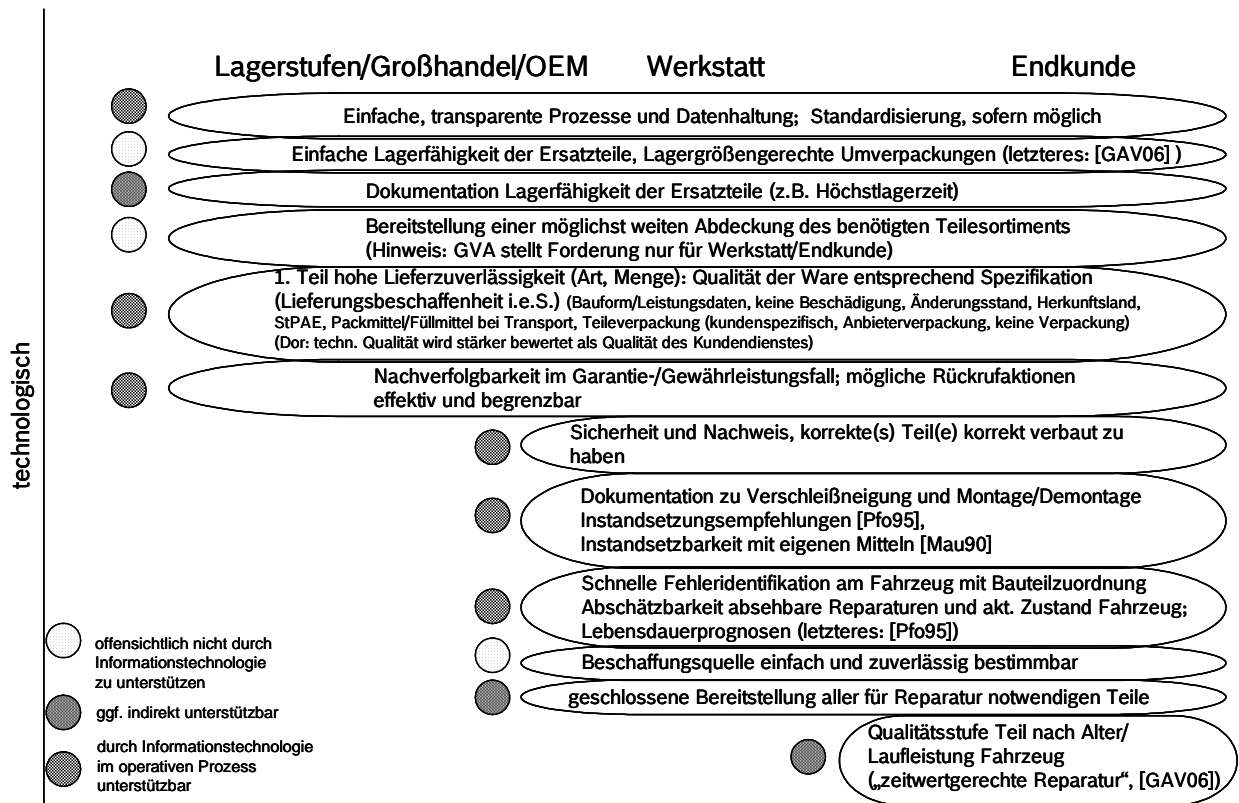 Lagerstufen/Großhandel/OEM Werkstatt Endkunde
Einfache, transparente Prozesse und Datenhaltung; Standardisierung, sofern möglich
Einfache Lagerfähigkeit der Ersatzteile, Lagergrößengerechte Umverpackungen (letzteres: [GAV06] )
Dokumentation Lagerfähigkeit der Ersatzteile (z.B. Höchstlagerzeit)
Bereitstellung einer möglichst weiten Abdeckung des benötigten Teilesortiments
(Hinweis: GVA stellt Forderung nur für Werkstatt/Endkunde)
1. Teil hohe Lieferzuverlässigkeit (Art, Menge): Qualität der Ware entsprechend Spezifikation
(Lieferungsbeschaffenheit i.e.S.) (Bauform/Leistungsdaten, keine Beschädigung, Änderungsstand, Herkunftsland,
StPAE, Packmittel/Füllmittel bei Transport, Teileverpackung (kundenspezifisch, Anbieterverpackung, keine Verpackung)
(Dor: techn. Qualität wird stärker bewertet als Qualität des Kundendienstes)
Nachverfolgbarkeit im Garantie-/Gewährleistungsfall; mögliche Rückrufaktionen
effektiv und begrenzbar
Sicherheit und Nachweis, korrekte(s) Teil(e) korrekt verbaut zu
haben
Dokumentation zu Verschleißneigung und Montage/Demontage
Instandsetzungsempfehlungen [Pfo95],
Instandsetzbarkeit mit eigenen Mitteln [Mau90]
Schnelle Fehleridentifikation am Fahrzeug mit Bauteilzuordnung
Abschätzbarkeit absehbare Reparaturen und akt. Zustand Fahrzeug;
Lebensdauerprognosen (letzteres: [Pfo95])
Beschaffungsquelle einfach und zuverlässig bestimmbar
geschlossene Bereitstellung aller für Reparatur notwendigen Teile
Qualitätsstufe Teil nach Alter/
Laufleistung Fahrzeug
(„zeitwertgerechte Reparatur“, [GAV06])
technologisch
offensichtlich nicht durch
Informationstechnologie
zu unterstützen
ggf. indirekt unterstützbar
durch Informationstechnologie
im operativen Prozess
unterstützbar